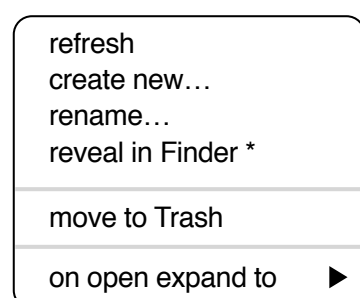 refresh
create new…
rename…
reveal in Finder *
move to Trash
on open expand to ▶